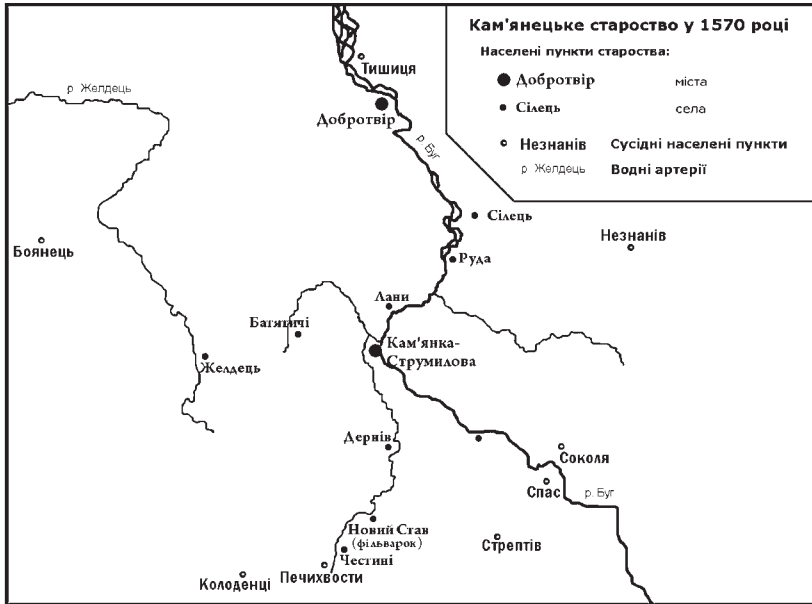 Кам'янецьке староство у 1570 році
Населені пункти староства:
Добротвір міста
Сілець села
Незнанів Сусідні населені пункти
р Желдець Водні артерії
Тишиця
р Желдець
Добротвір
р. Буг
Сілець
Незнанів
Боянець
Руда
Лани
Батятичі
Кам'янка-
Струмилова
Желдець
Дернів
Соколя
Спас
р. Буг
Новий Став
(фільварок)
Стрептів
Честині
Печихвости
Колоденці